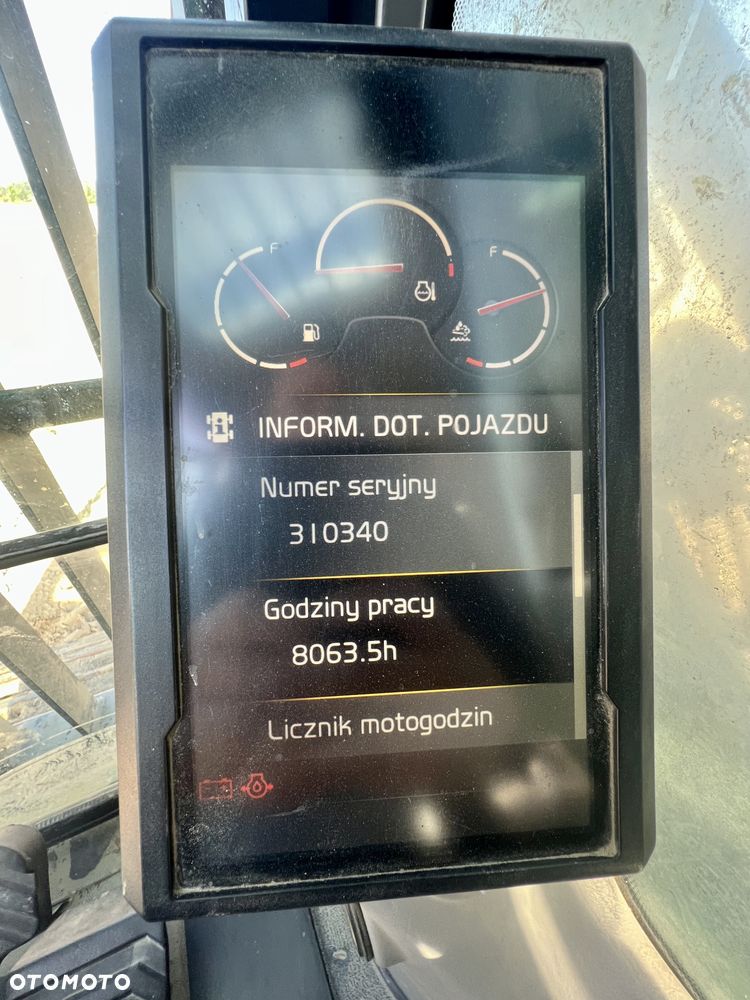 F
F
INFORM. DOT. POJAZDU
Numer seryjny
310340
Godziny pracy
8063.5h
Licznik motogodzin
OTOMOTO